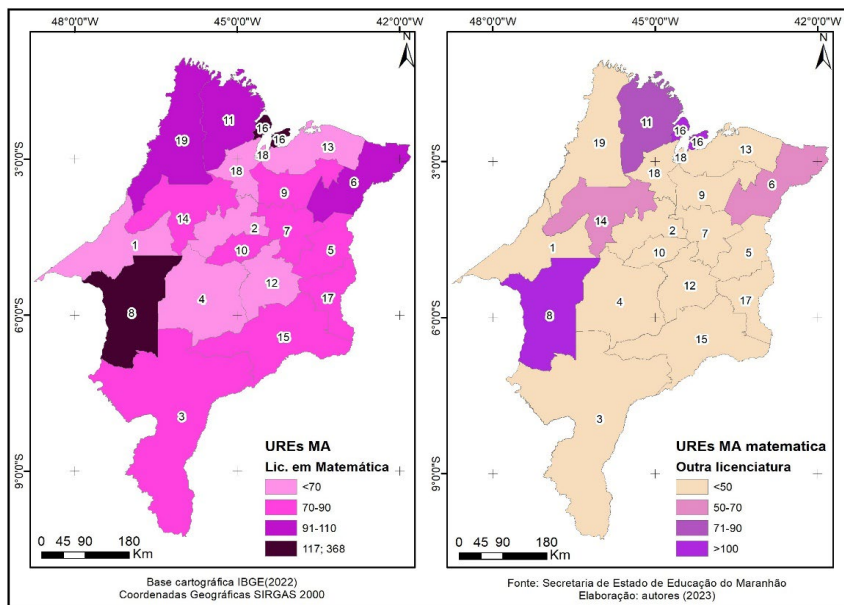 48°0'0"W 45°0'0"W 42°0'0"W
N
3°0'0"S
6°0'0"S
9°0'0"S
19
11
16
16
18
13
18
6
9
14
2
7
1
10
5
12
4
17
8
15
3
UREs MA
Lic. em Matemática
<70
70-90
91-110
117; 368
0 45 90 180
Km
Base cartográfica IBGE(2022)
Coordenadas Geográficas SIRGAS 2000
48°0'0"W 45°0'0"W 42°0'0"W
N
3°0'0"S
6°0'0"S
9°0'0"S
19
11
16
16
18
13
18
6
9
14
2
7
1
10
5
12
4
17
8
15
3
UREs MA matematica
Outra licenciatura
<50
50-70
71-90
>100
0 45 90 180
Km
Fonte: Secretaria de Estado de Educação do Maranhão
Elaboração: autores (2023)